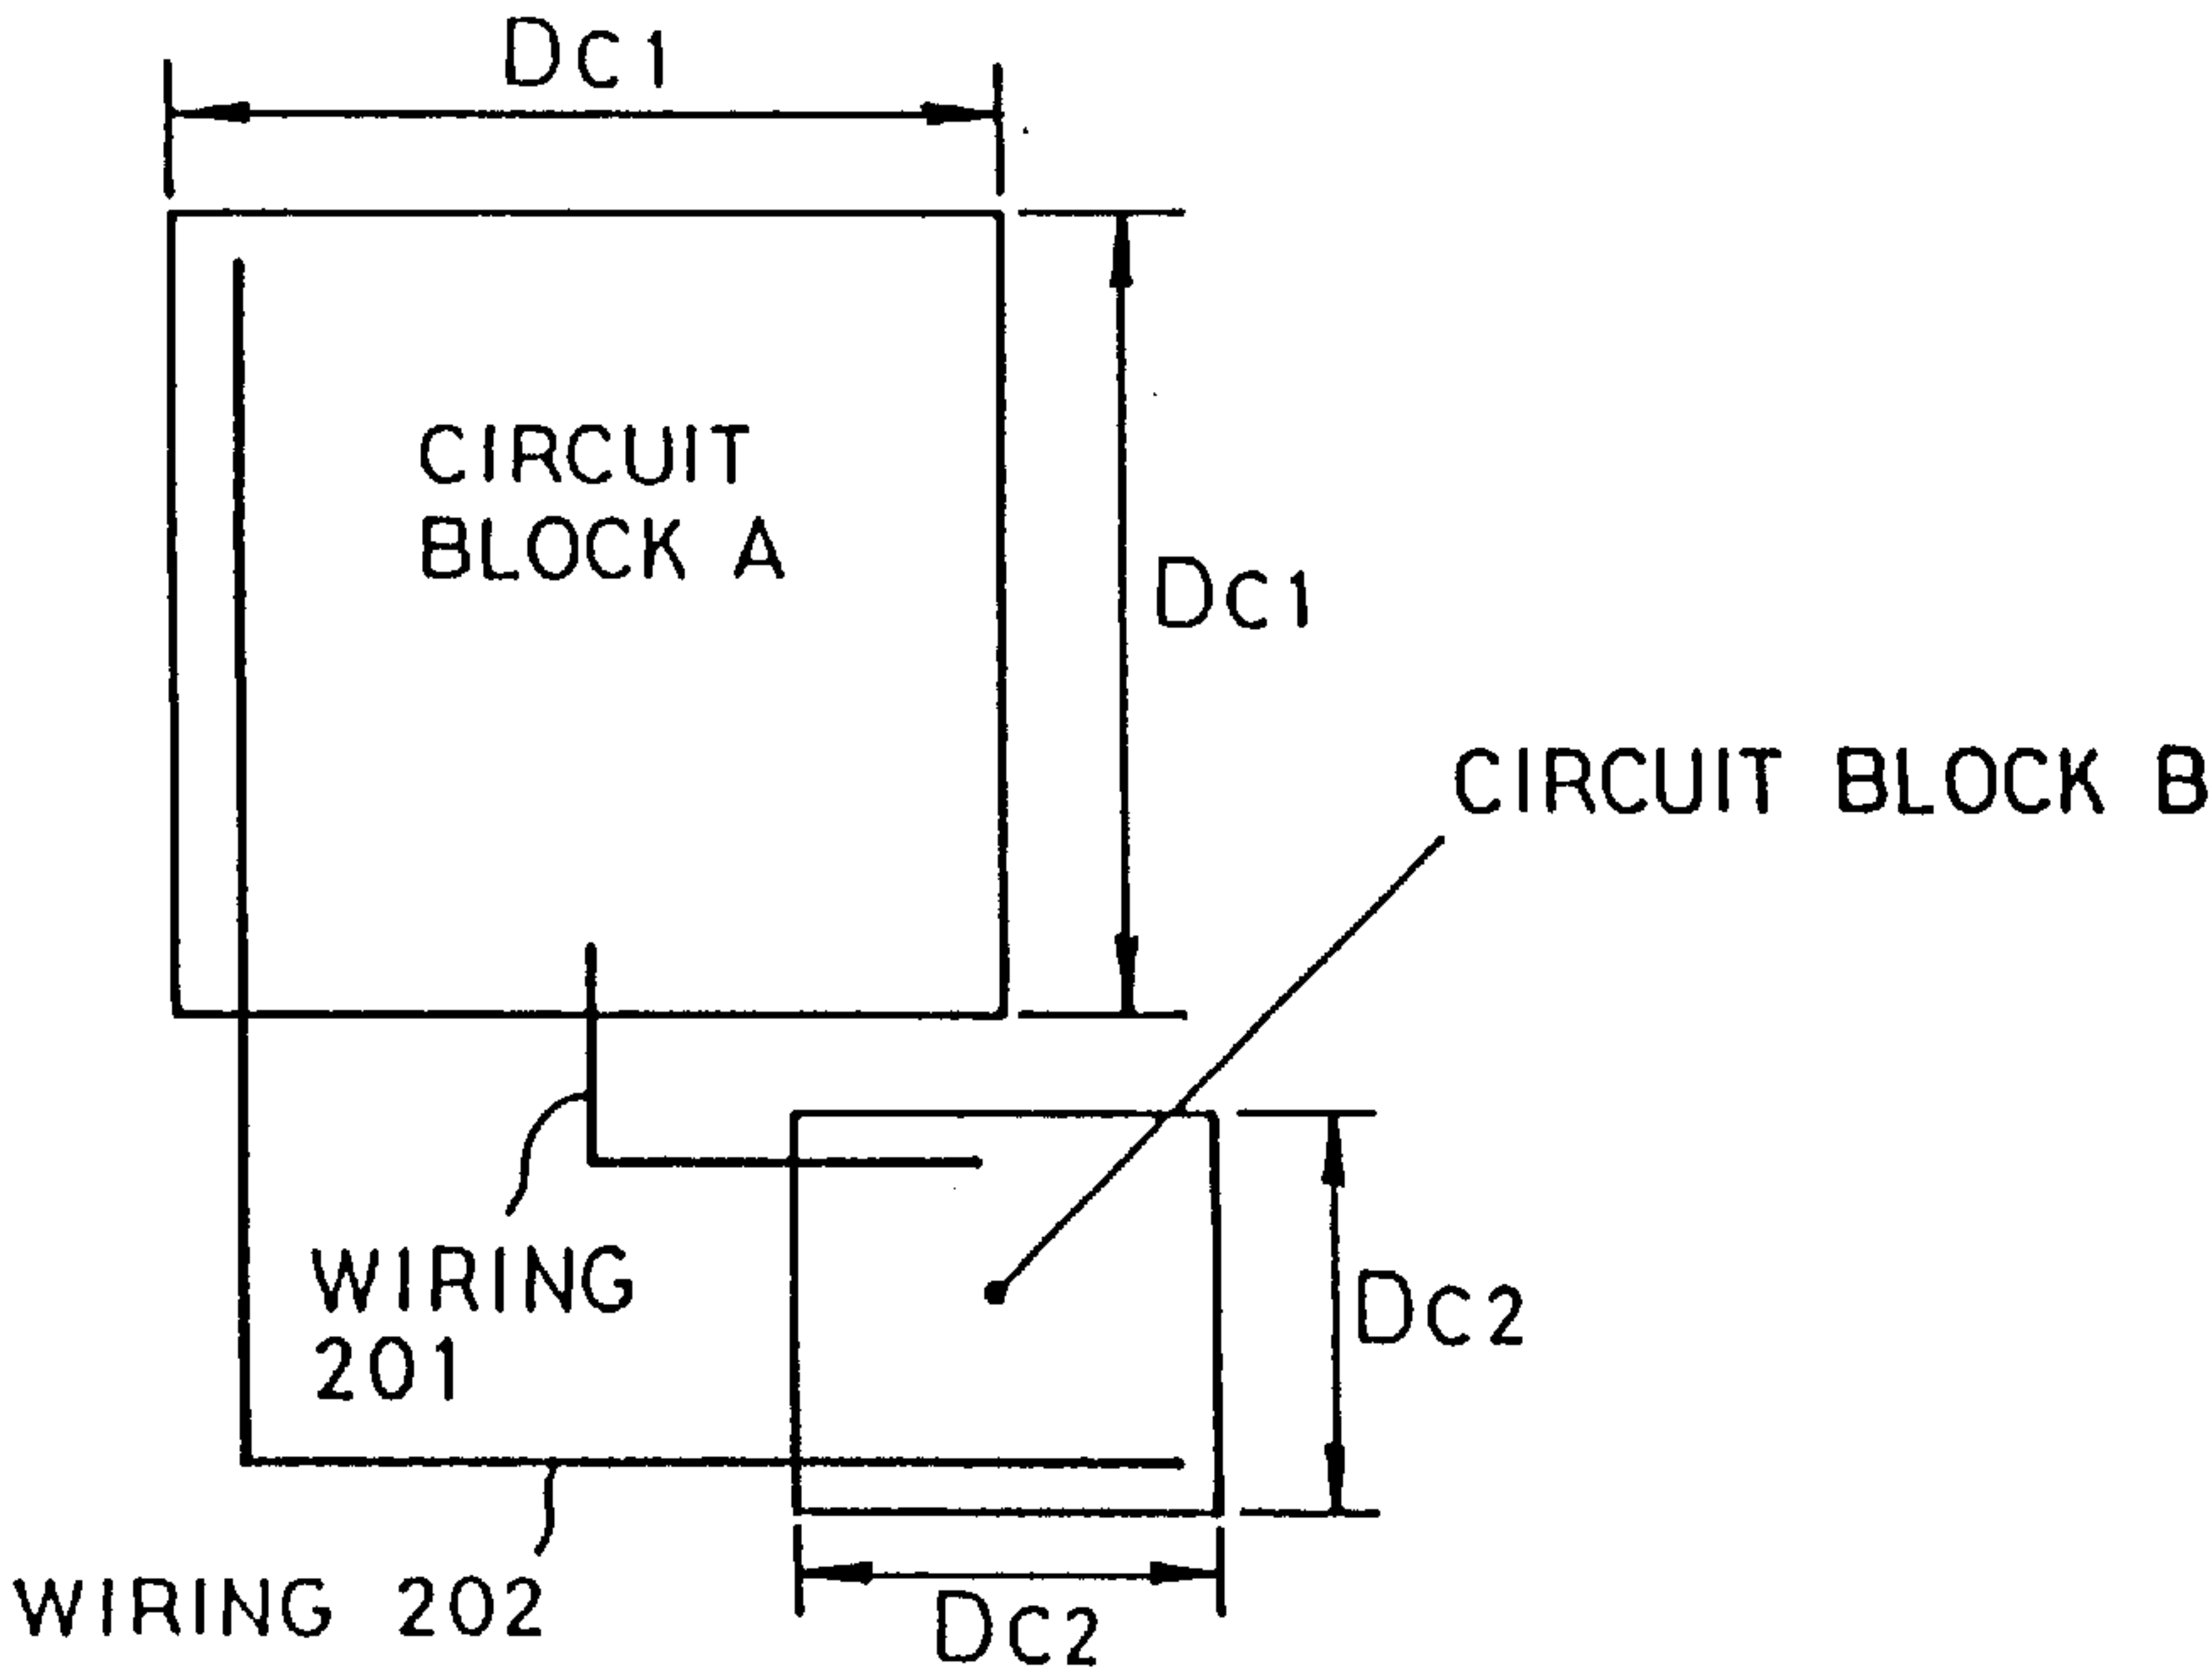 DC1
CIRCUIT
BLOCK A
DC1
CIRCUIT BLOCK B
WIRING
201
DC2
WIRING 202
DC2